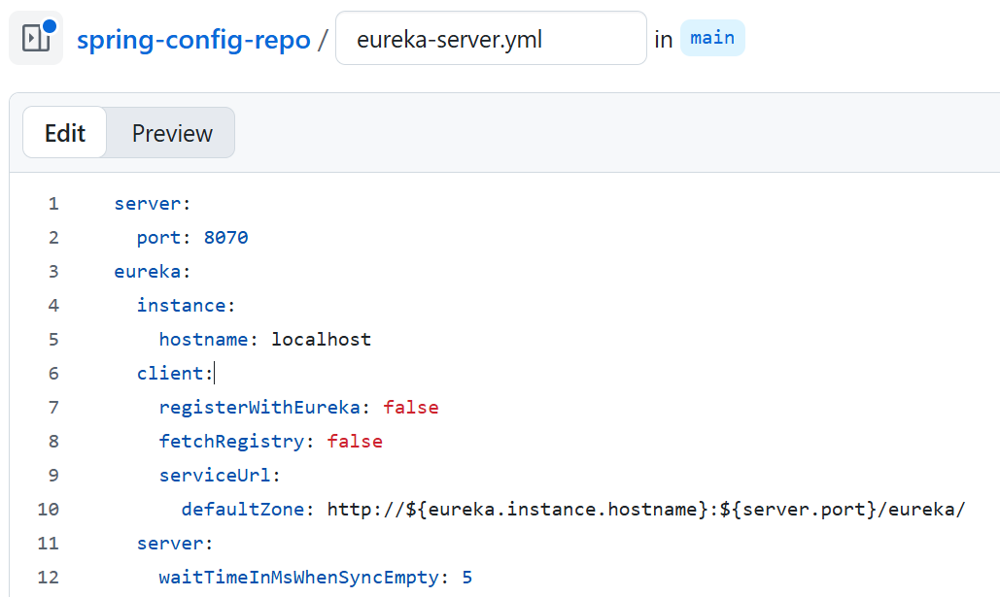 spring-config-repo / eureka-server.yml in main
Edit Preview
1 server:
2   port: 8070
3 eureka:
4   instance:
5     hostname: localhost
6   client:
7     registerWithEureka: false
8     fetchRegistry: false
9     serviceUrl:
10       defaultZone: http://${eureka.instance.hostname}:${server.port}/eureka/
11   server:
12     waitTimeInMsWhenSyncEmpty: 5